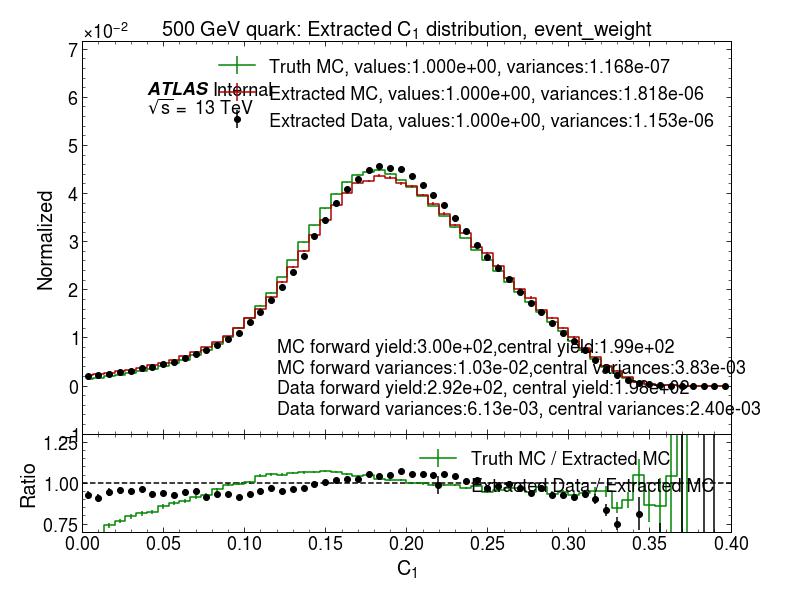 ×10⁻² 500 GeV quark: Extracted C₁ distribution, event_weight
7
Truth MC, values:1.000e+00, variances:1.168e-07
ATLAS Internal
6
Extracted MC, values:1.000e+00, variances:1.818e-06
√s = 13 TeV
Extracted Data, values:1.000e+00, variances:1.153e-06
5
4
Normalized
3
2
1
MC forward yield:3.00e+02,central yield:1.99e+02
MC forward variances:1.03e-02,central variances:3.83e-03
0
Data forward yield:2.92e+02, central yield:1.98e+02
Data forward variances:6.13e-03, central variances:2.40e-03
1
1.25
Truth MC / Extracted MC
Ratio
1.00
Extracted Data / Extracted MC
0.75
0.00 0.05 0.10 0.15 0.20 0.25 0.30 0.35 0.40
C₁